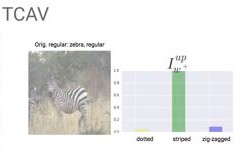 TCAV
Orig. regular: zebra, regular
I^{up}_{w^+}
1.0
0.8
0.6
0.4
0.2
0.0
dotted striped zig-zagged